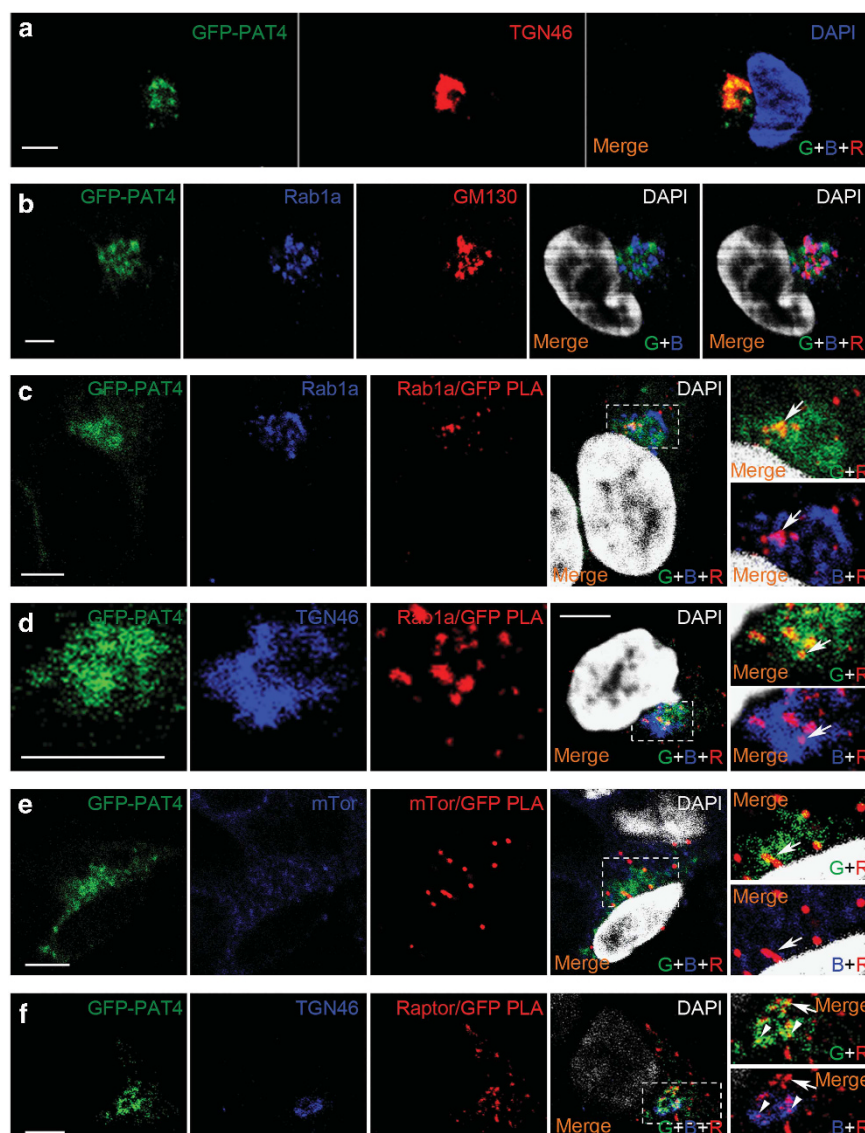 a
GFP-PAT4
TGN46
DAPI
Merge
G+B+R
b
GFP-PAT4
Rab1a
GM130
DAPI
DAPI
Merge
G+B
Merge
G+B+R
c
GFP-PAT4
Rab1a
Rab1a/GFP PLA
DAPI
Merge
G+B+R
Merge
G+R
Merge
B+R
d
GFP-PAT4
TGN46
Rab1a/GFP PLA
DAPI
Merge
G+B+R
Merge
G+R
Merge
B+R
e
GFP-PAT4
mTor
mTor/GFP PLA
DAPI
Merge
G+B+R
Merge
G+R
Merge
B+R
f
GFP-PAT4
TGN46
Raptor/GFP PLA
DAPI
Merge
G+B+R
Merge
G+R
Merge
B+R